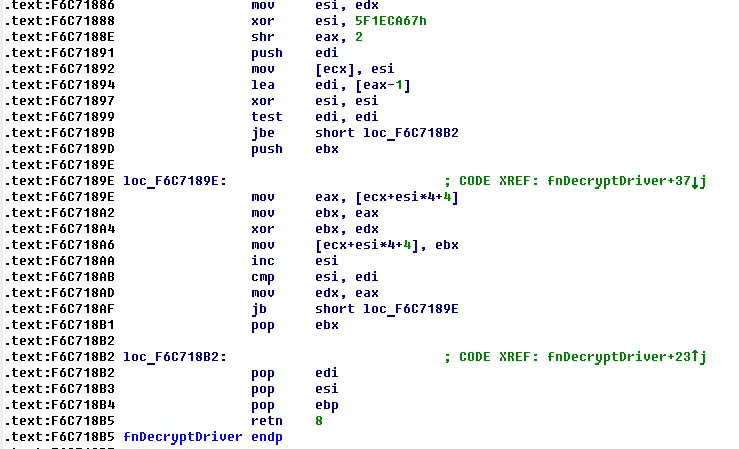 .text:F6C71886 mov esi, edx
.text:F6C71888 xor esi, 5F1ECA67h
.text:F6C7188E shr eax, 2
.text:F6C71891 push edi
.text:F6C71892 mov [ecx], esi
.text:F6C71894 lea edi, [eax-1]
.text:F6C71897 xor esi, esi
.text:F6C71899 test edi, edi
.text:F6C7189B jbe short loc_F6C718B2
.text:F6C7189D push ebx
.text:F6C7189E
.text:F6C7189E loc_F6C7189E: ; CODE XREF: fnDecryptDriver+37↓j
.text:F6C7189E mov eax, [ecx+esi*4+4]
.text:F6C718A2 mov ebx, eax
.text:F6C718A4 xor ebx, edx
.text:F6C718A6 mov [ecx+esi*4+4], ebx
.text:F6C718AA inc esi
.text:F6C718AB cmp esi, edi
.text:F6C718AD mov edx, eax
.text:F6C718AF jb short loc_F6C7189E
.text:F6C718B1 pop ebx
.text:F6C718B2
.text:F6C718B2 loc_F6C718B2: ; CODE XREF: fnDecryptDriver+23↑j
.text:F6C718B2 pop edi
.text:F6C718B3 pop esi
.text:F6C718B4 pop ebp
.text:F6C718B5 retn 8
.text:F6C718B5 fnDecryptDriver endp